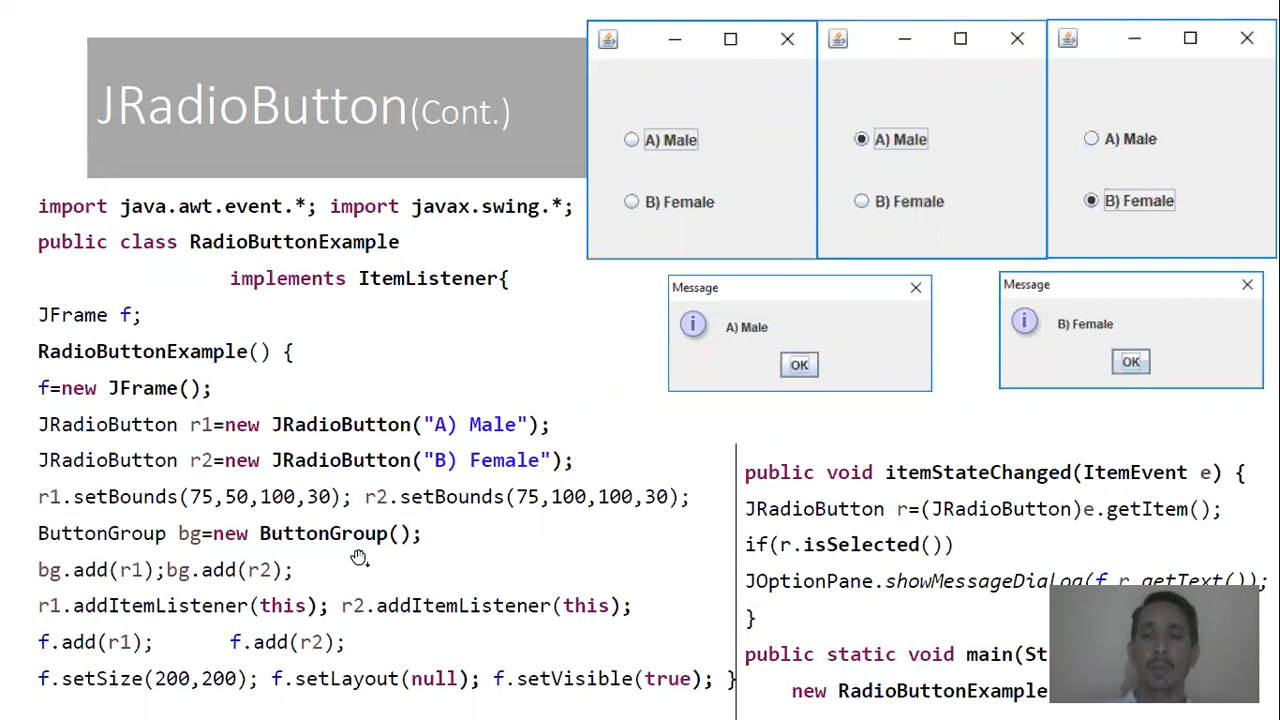 JRadioButton(Cont.)
import java.awt.event.*; import javax.swing.*;
public class RadioButtonExample
implements ItemListener{
JFrame f;
RadioButtonExample() {
f=new JFrame();
JRadioButton r1=new JRadioButton("A) Male");
JRadioButton r2=new JRadioButton("B) Female");
r1.setBounds(75,50,100,30); r2.setBounds(75,100,100,30);
ButtonGroup bg=new ButtonGroup();
bg.add(r1);bg.add(r2);
r1.addItemListener(this); r2.addItemListener(this);
f.add(r1); f.add(r2);
f.setSize(200,200); f.setLayout(null); f.setVisible(true); }
A) Male
B) Female
A) Male
B) Female
A) Male
B) Female
Message
A) Male
OK
Message
B) Female
OK
public void itemStateChanged(ItemEvent e) {
JRadioButton r=(JRadioButton)e.getItem();
if(r.isSelected())
JOptionPane.showMessageDialog(f,r.getText());
}
public static void main(
new RadioButtonExample